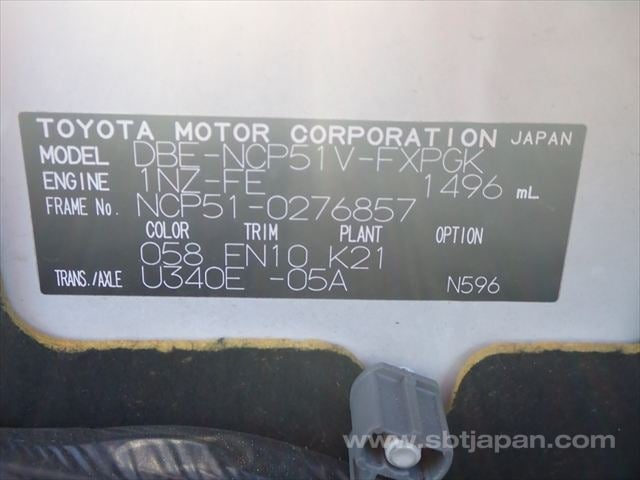 TOYOTA MOTOR CORPORATION JAPAN
MODEL DBE-NCP51V-FXPGK
ENGINE 1NZ-FE 1496 mL
FRAME No. NCP51-0276857
COLOR TRIM PLANT OPTION
058 FN10 K21
TRANS./AXLE U340E -05A N596
www.sbtjapan.com